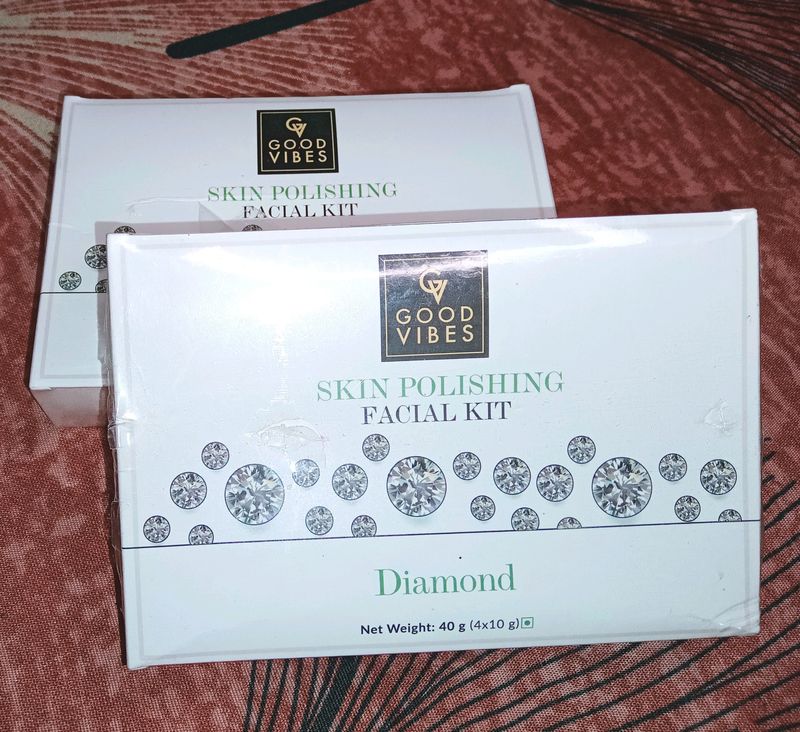 GV
GOOD
VIBES
SKIN POLISHING
FACIAL KIT
GV
GOOD
VIBES
SKIN POLISHING
FACIAL KIT
Diamond
Net Weight: 40 g (4x10 g)